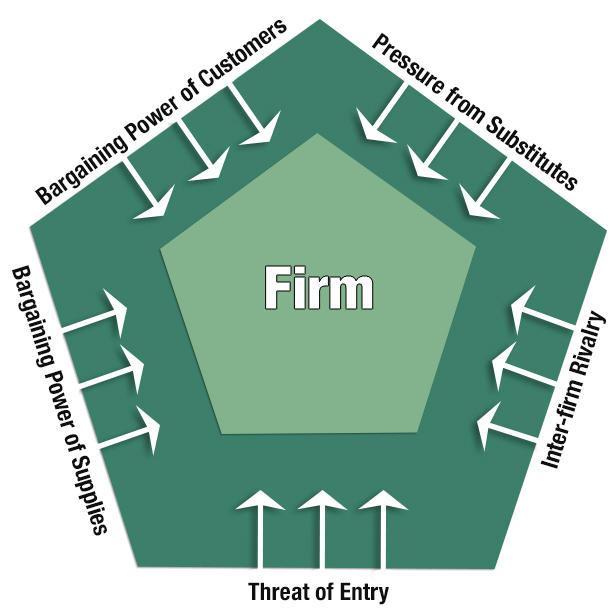 Bargaining Power of Customers
Pressure from Substitutes
Firm
Bargaining Power of Supplies
Inter-firm Rivalry
Threat of Entry